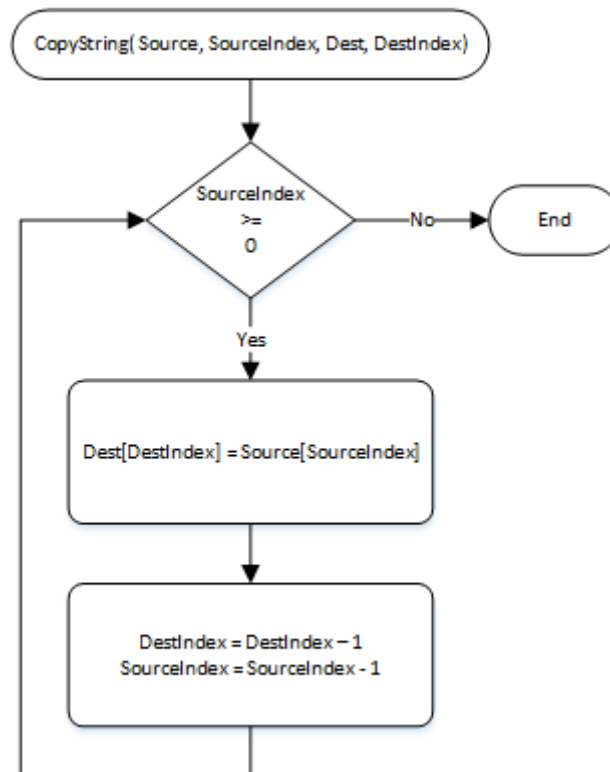 CopyString( Source, SourceIndex, Dest, DestIndex)
SourceIndex
>=
0
No
End
Yes
Dest[DestIndex] = Source[SourceIndex]
DestIndex = DestIndex – 1
SourceIndex = SourceIndex - 1